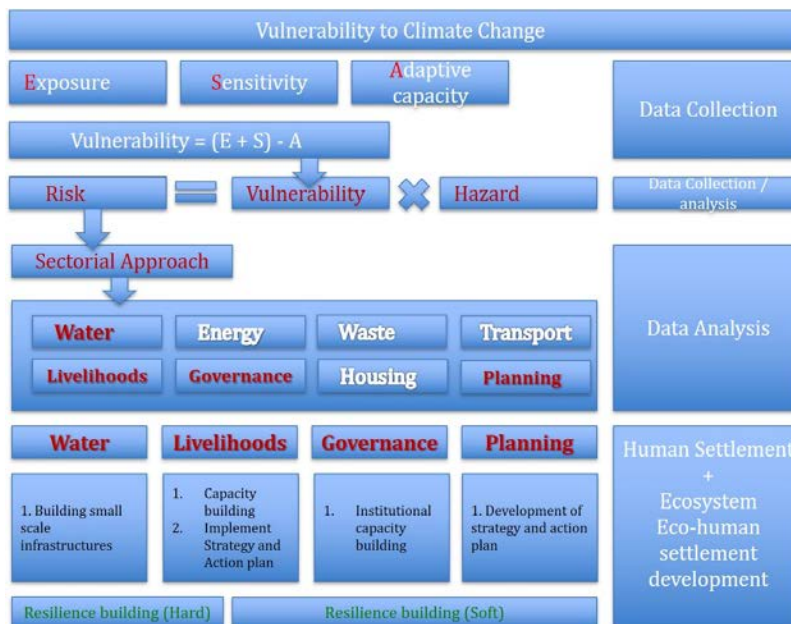 Vulnerability to Climate Change
Exposure
Sensitivity
Adaptive
capacity
Data Collection
Vulnerability = (E + S) - A
Risk
Vulnerability
Hazard
Data Collection /
analysis
Sectorial Approach
Data Analysis
Water
Energy
Waste
Transport
Livelihoods
Governance
Housing
Planning
Water
Livelihoods
Governance
Planning
1. Building small
scale
infrastructures
1. Capacity
building
2. Implement
Strategy and
Action plan
1. Institutional
capacity
building
1. Development of
strategy and action
plan
Human Settlement
+
Ecosystem
Eco-human
settlement
development
Resilience building (Hard)
Resilience building (Soft)